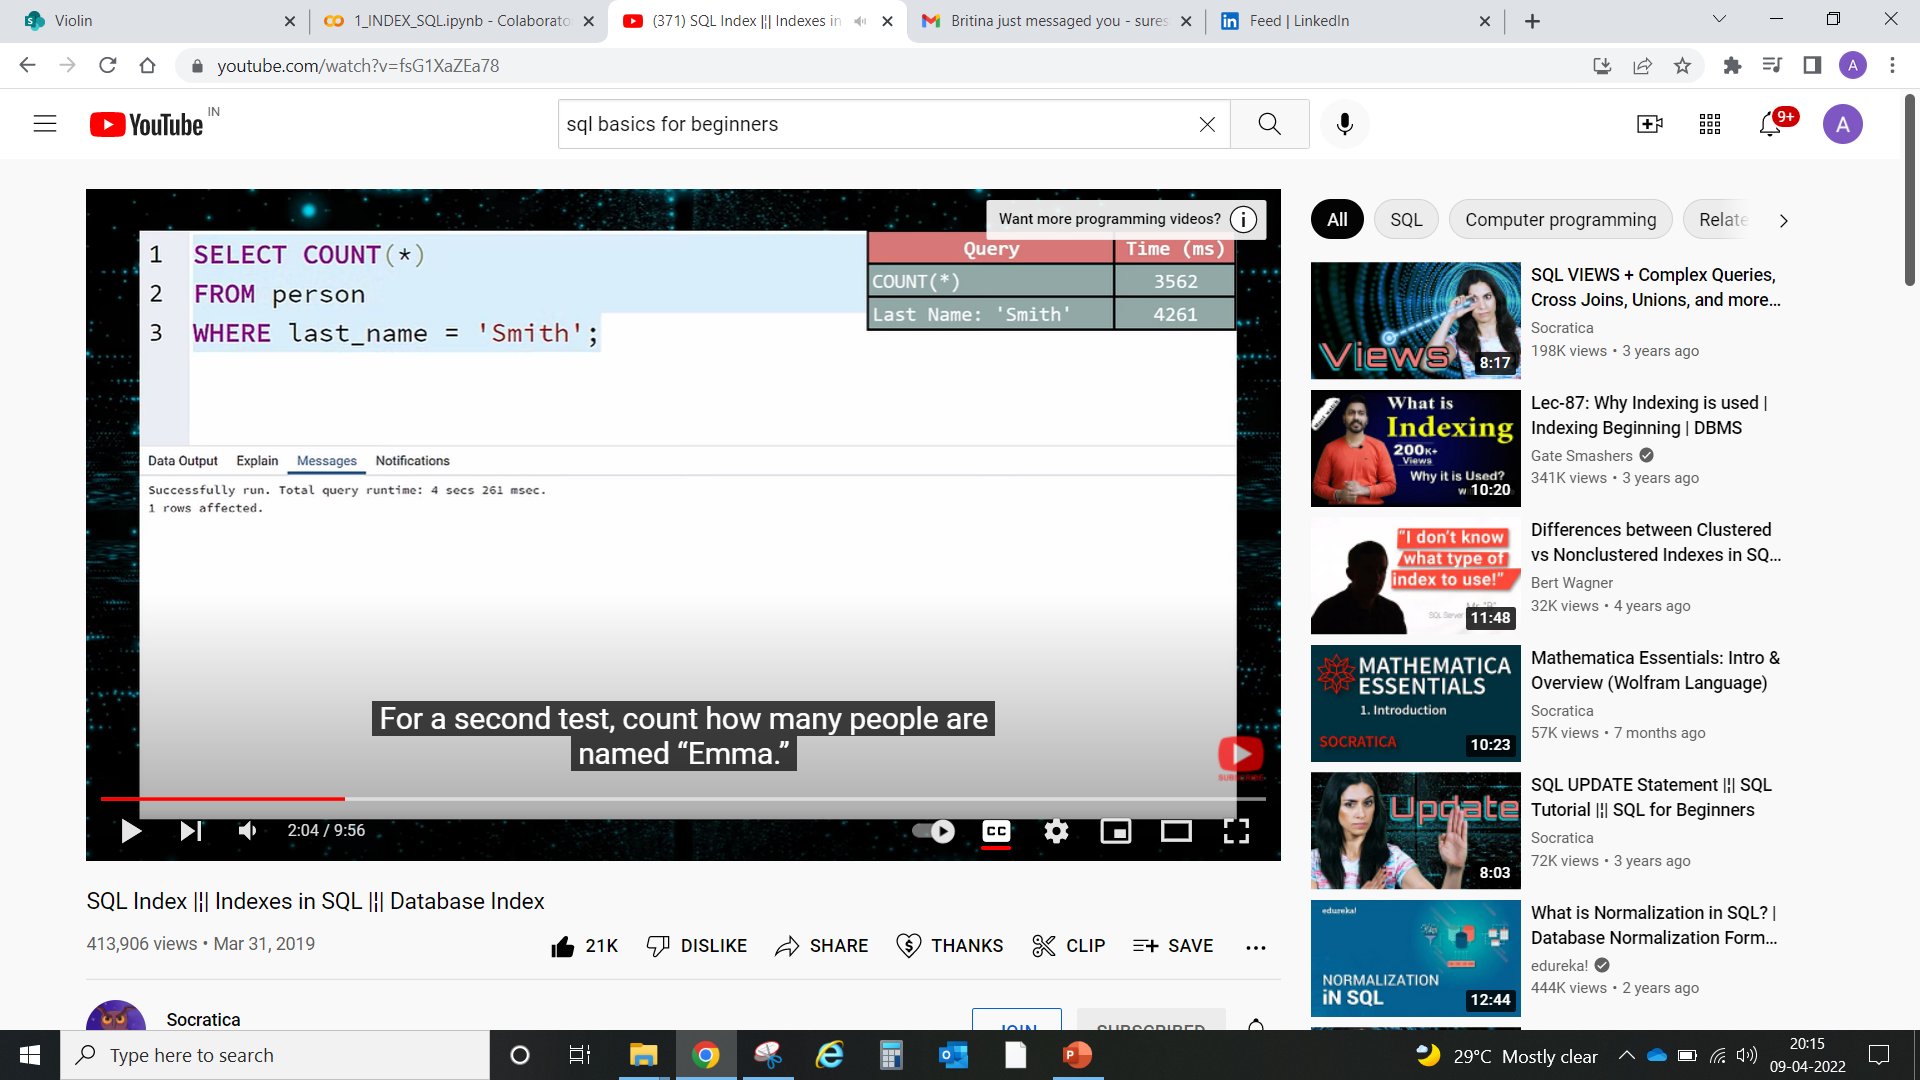 Violin
1_INDEX_SQL.ipynb - Colaborato
(371) SQL Index |¦| Indexes in
Britina just messaged you - sures
Feed | LinkedIn
youtube.com/watch?v=fsG1XaZEa78
YouTube IN
sql basics for beginners
9+
A
Want more programming videos?
1 SELECT COUNT(*)
2 FROM person
3 WHERE last_name = 'Smith';
Query Time (ms)
COUNT(*) 3562
Last Name: 'Smith' 4261
Data Output Explain Messages Notifications
Successfully run. Total query runtime: 4 secs 261 msec.
1 rows affected.
For a second test, count how many people are
named “Emma.”
SUBSCRIBE
2:04 / 9:56
CC
SQL Index |¦| Indexes in SQL |¦| Database Index
413,906 views • Mar 31, 2019
21K DISLIKE SHARE THANKS CLIP SAVE
Socratica
JOIN SUBSCRIBED
All SQL Computer programming Relate
Views
8:17
SQL VIEWS + Complex Queries,
Cross Joins, Unions, and more...
Socratica
198K views • 3 years ago
What is
Indexing
200K+
Views
Why it is Used?
10:20
Lec-87: Why Indexing is used |
Indexing Beginning | DBMS
Gate Smashers
341K views • 3 years ago
"I don't know
what type of
index to use!"
11:48
Differences between Clustered
vs Nonclustered Indexes in SQ...
Bert Wagner
32K views • 4 years ago
MATHEMATICA
ESSENTIALS
1. Introduction
SOCRATICA
10:23
Mathematica Essentials: Intro &
Overview (Wolfram Language)
Socratica
57K views • 7 months ago
Update
8:03
SQL UPDATE Statement |¦| SQL
Tutorial |¦| SQL for Beginners
Socratica
72K views • 3 years ago
edureka!
NORMALIZATION
iN SQL
12:44
What is Normalization in SQL? |
Database Normalization Form...
edureka!
444K views • 2 years ago
Type here to search
29°C Mostly clear
20:15
09-04-2022